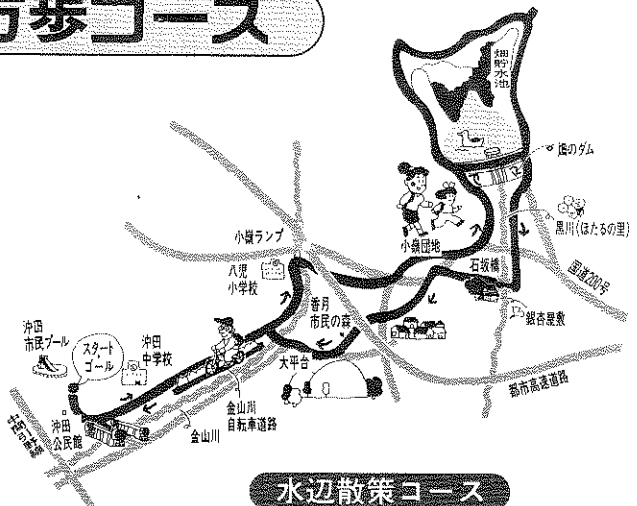 万歩コース
畑貯水池
畑のダム
黒川(ほたるの里)
小嶺ランプ
小嶺団地
石坂橋
国道200号
八児
小学校
香月
市民の森
銀杏屋敷
沖田
市民プール
スタート
・
ゴール
沖田
中学校
大平台
都市高速道路
沖田
公民館
金山川
金山川
自転車道路
水辺散策コース